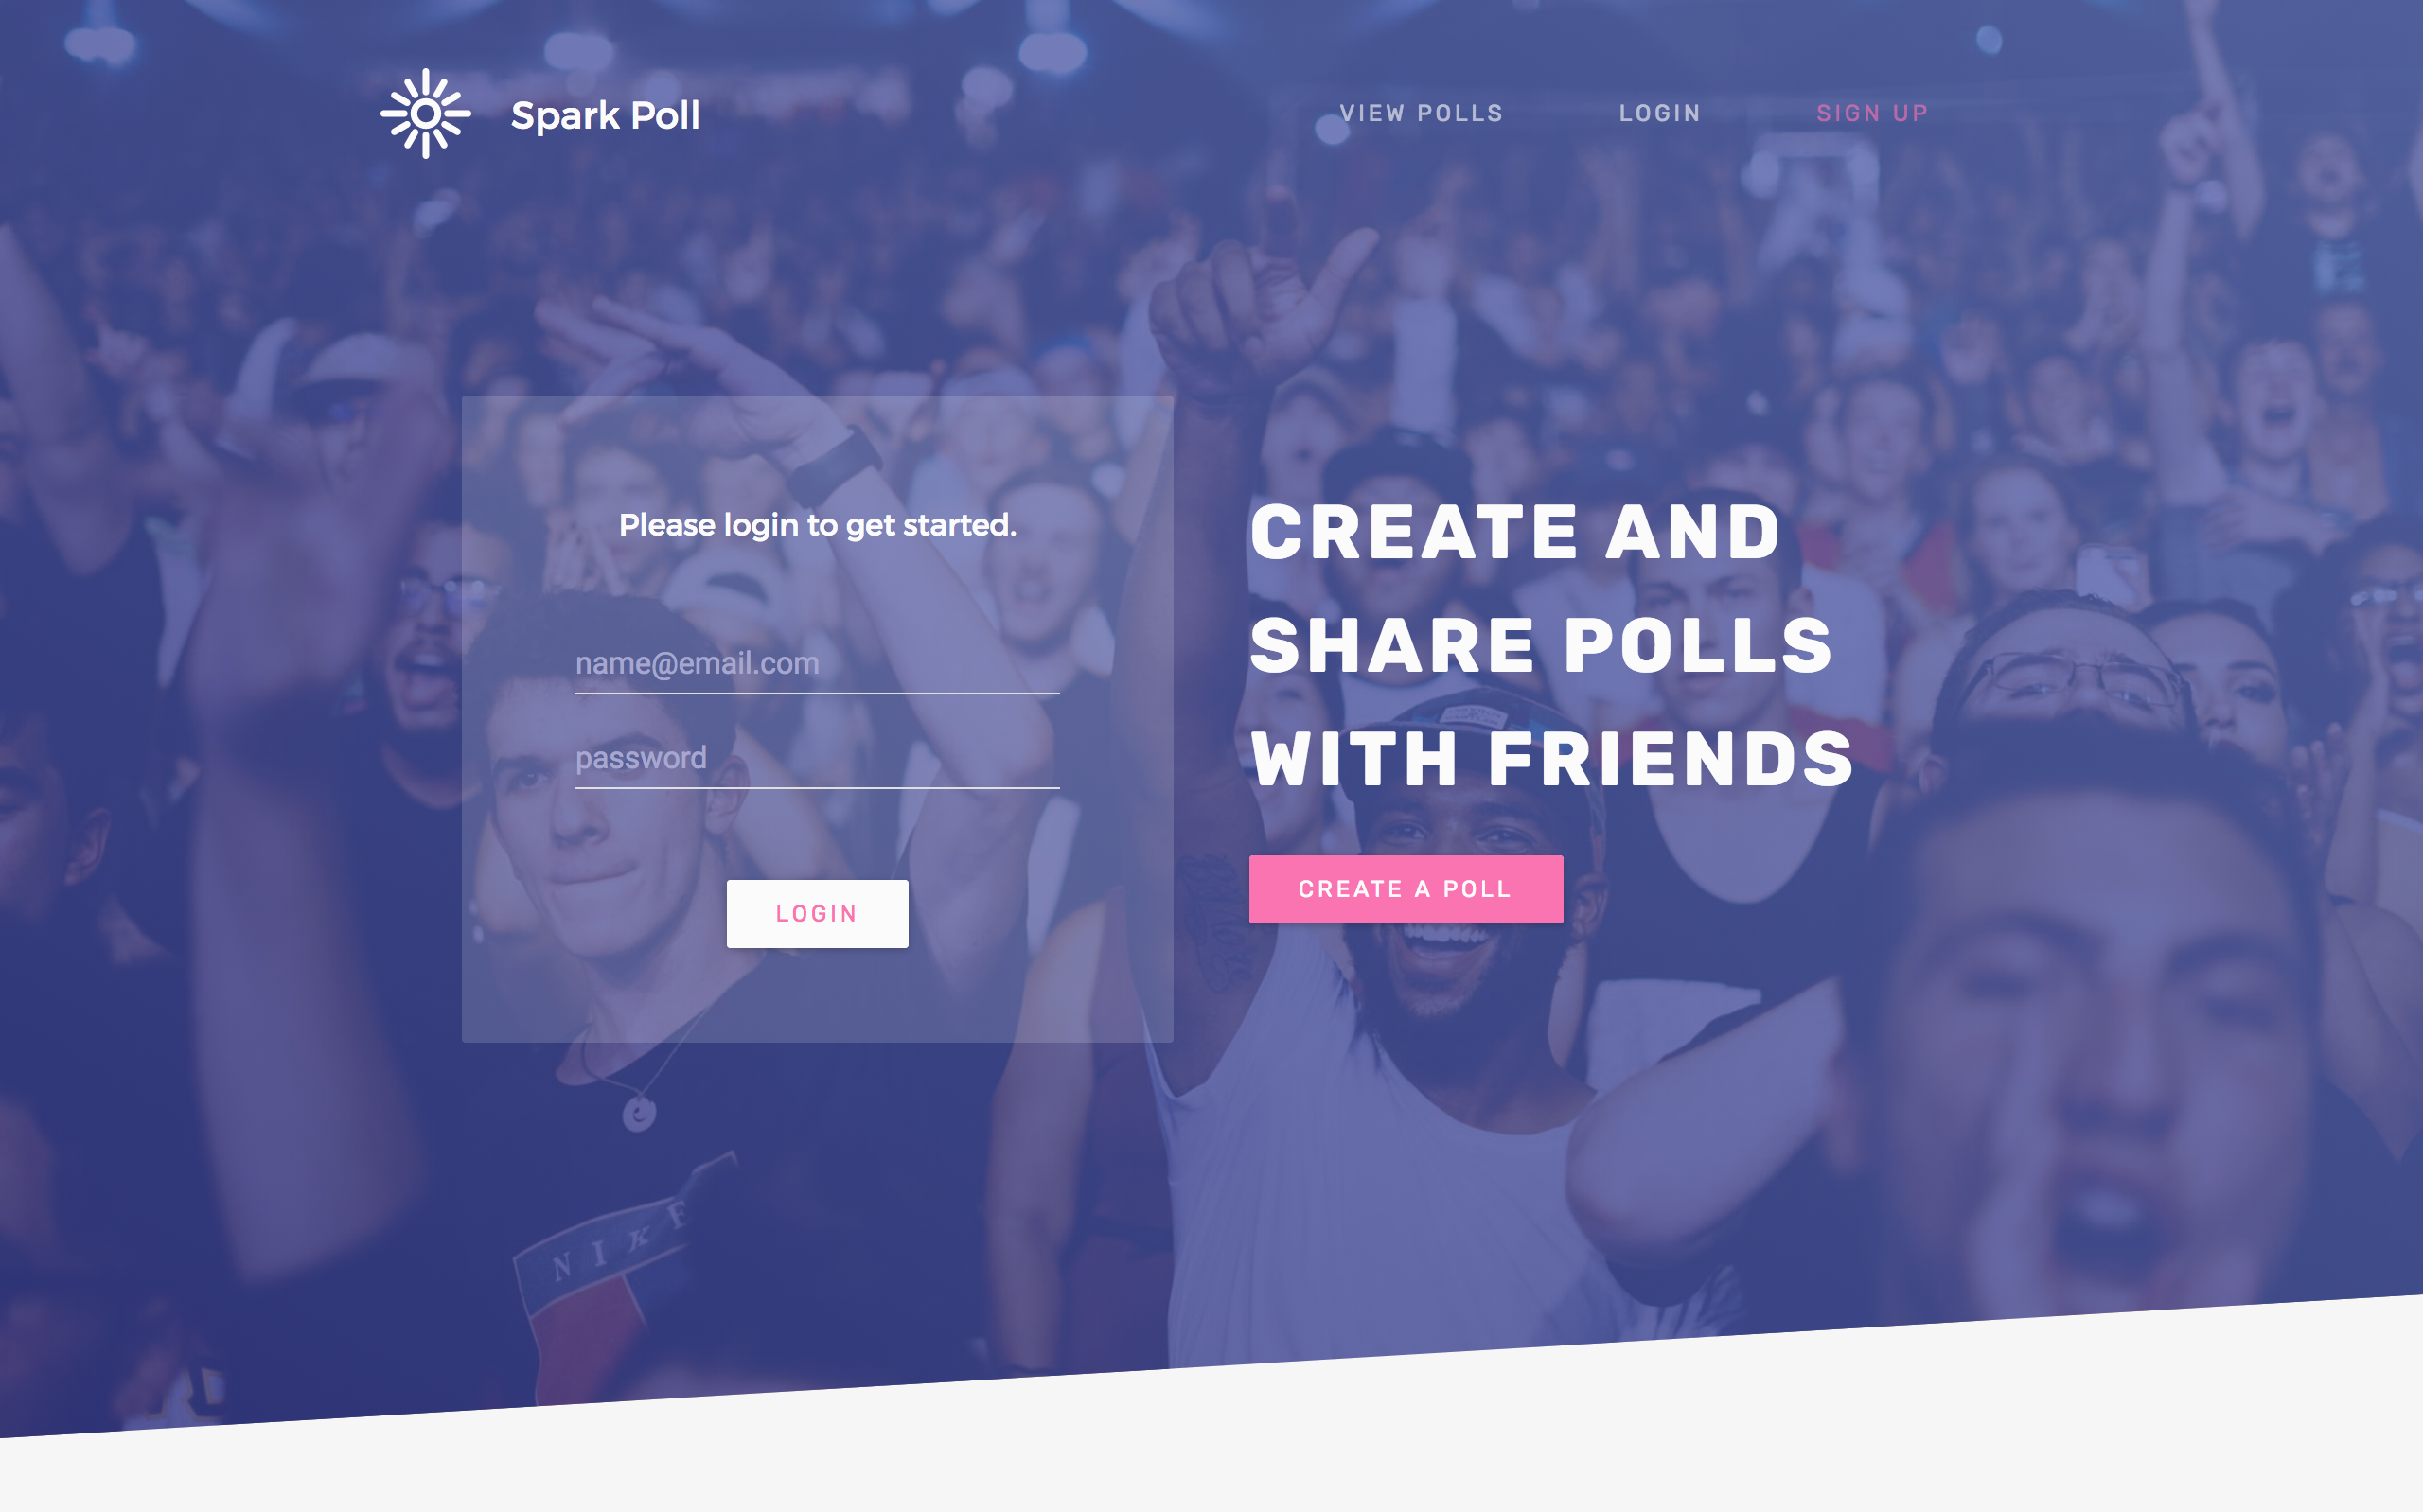 Spark Poll
VIEW POLLS
LOGIN
SIGN UP
Please login to get started.
name@email.com
password
LOGIN
CREATE AND
SHARE POLLS
WITH FRIENDS
CREATE A POLL
NIKE